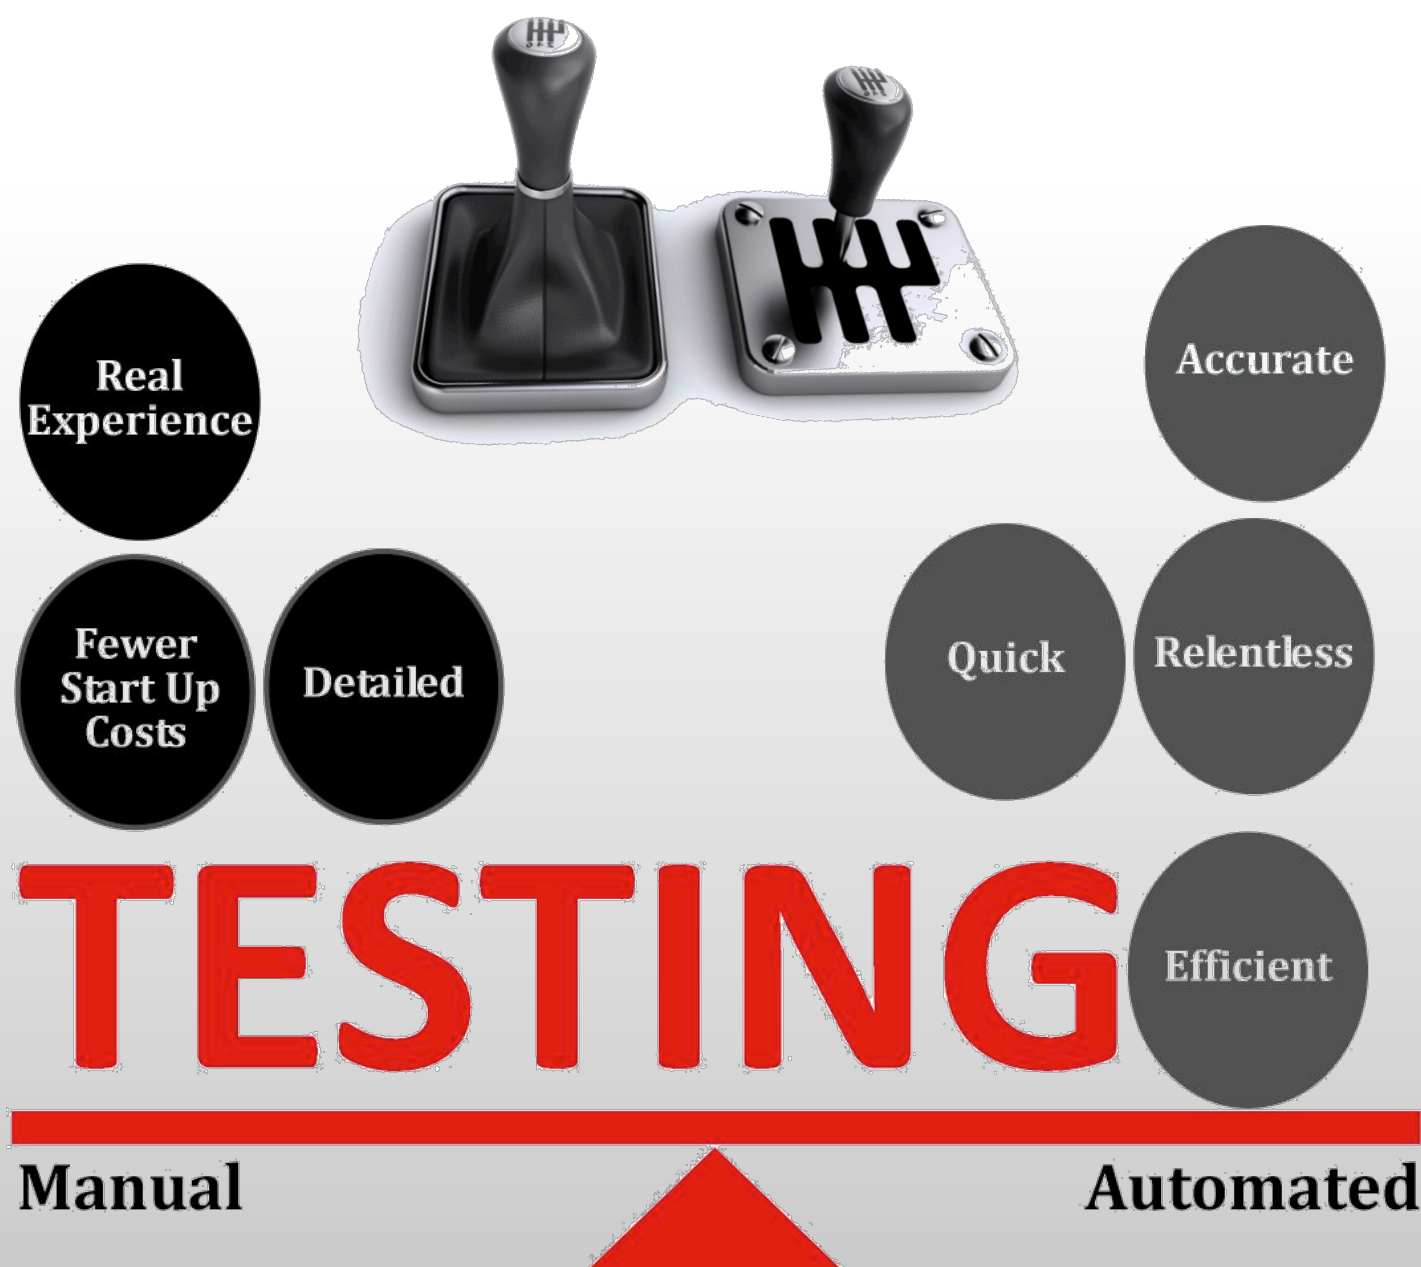 Real
Experience
Fewer
Start Up
Costs
Detailed
Accurate
Quick
Relentless
Efficient
TESTING
Manual
Automated